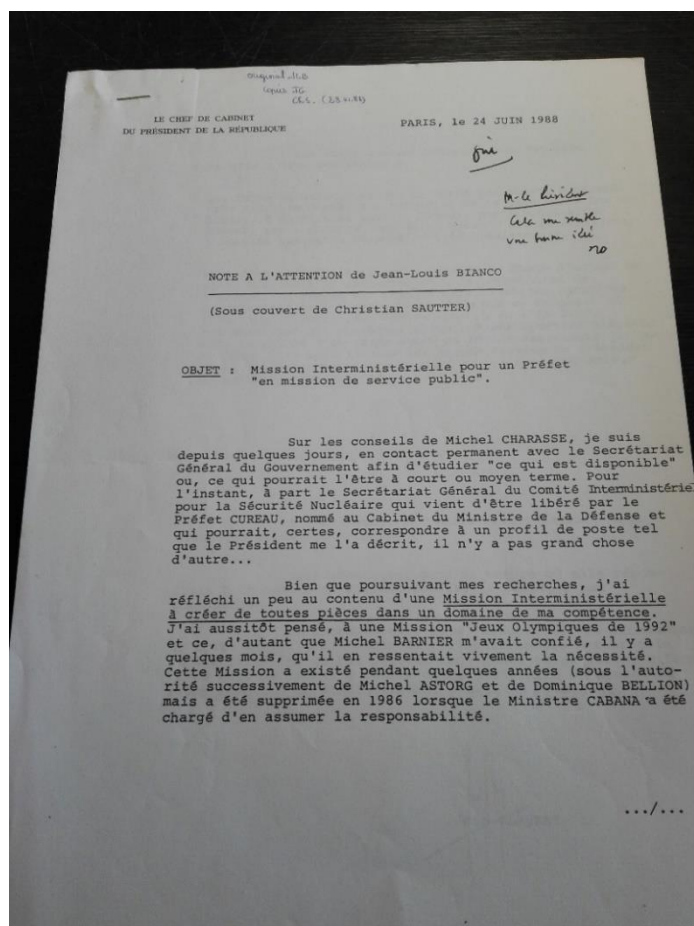 Original JLB
copies JG
Ch.S.
LE CHEF DE CABINET
DU PRÉSIDENT DE LA RÉPUBLIQUE
PARIS, le 24 JUIN 1988
oui
M. le Président
Cela me semble
une bonne idée
NOTE A L'ATTENTION de Jean-Louis BIANCO
(Sous couvert de Christian SAUTTER)
OBJET : Mission Interministérielle pour un Préfet
"en mission de service public".
Sur les conseils de Michel CHARASSE, je suis
depuis quelques jours, en contact permanent avec le Secrétariat
Général du Gouvernement afin d'étudier "ce qui est disponible"
ou, ce qui pourrait l'être à court ou moyen terme. Pour
l'instant, à part le Secrétariat Général du Comité Interministérie
pour la Sécurité Nucléaire qui vient d'être libéré par le
Préfet CUREAU, nommé au Cabinet du Ministre de la Défense et
qui pourrait, certes, correspondre à un profil de poste tel
que le Président me l'a décrit, il n'y a pas grand chose
d'autre...
Bien que poursuivant mes recherches, j'ai
réfléchi un peu au contenu d'une Mission Interministérielle
à créer de toutes pièces dans un domaine de ma compétence.
J'ai aussitôt pensé, à une Mission "Jeux Olympiques de 1992"
et ce, d'autant que Michel BARNIER m'avait confié, il y a
quelques mois, qu'il en ressentait vivement la nécessité.
Cette Mission a existé pendant quelques années (sous l'auto-
rité successivement de Michel ASTORG et de Dominique BELLION)
mais a été supprimée en 1986 lorsque le Ministre CABANA a été
chargé d'en assumer la responsabilité.
.../...